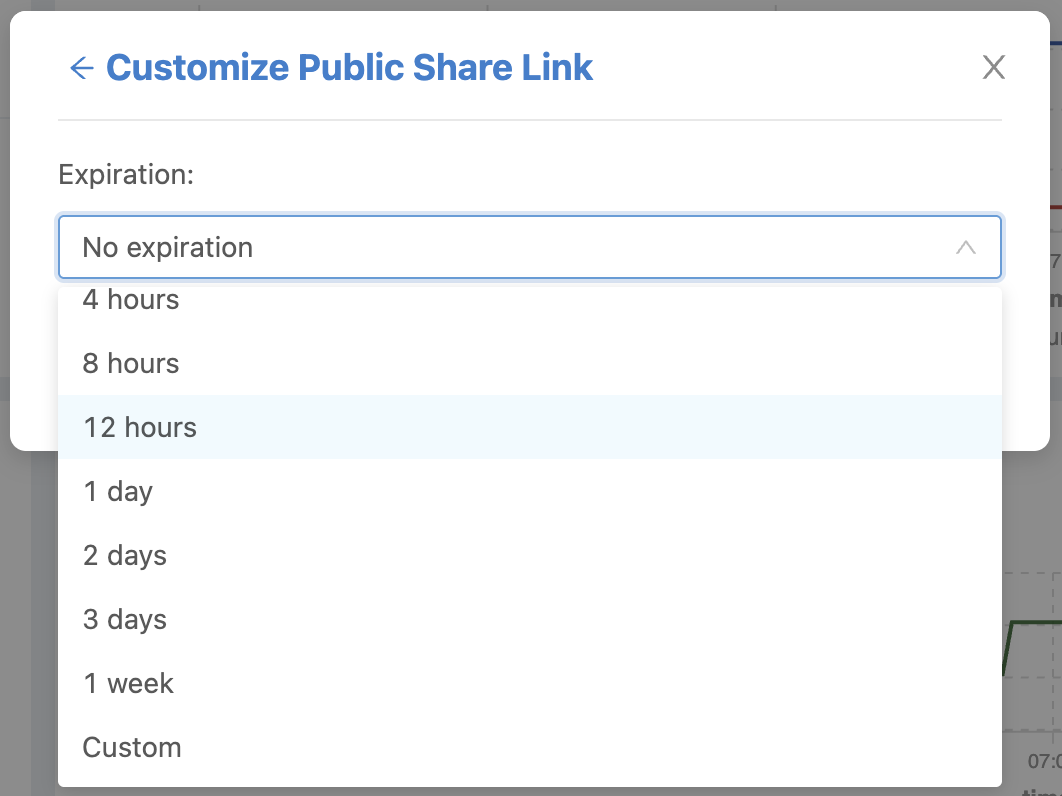 ← Customize Public Share Link X
Expiration:
No expiration
4 hours
8 hours
12 hours
1 day
2 days
3 days
1 week
Custom